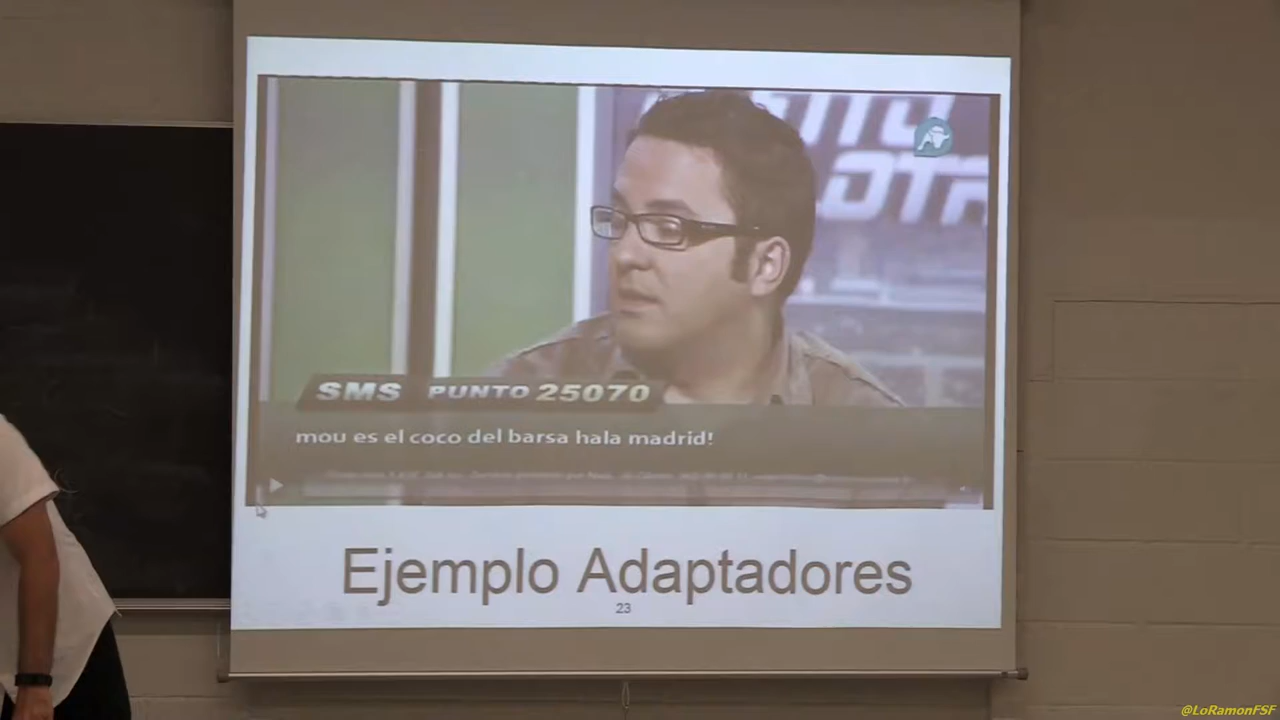 SMS PUNTO 25070
mou es el coco del barsa hala madrid!
Ejemplo Adaptadores
23
@LoRamonFSF